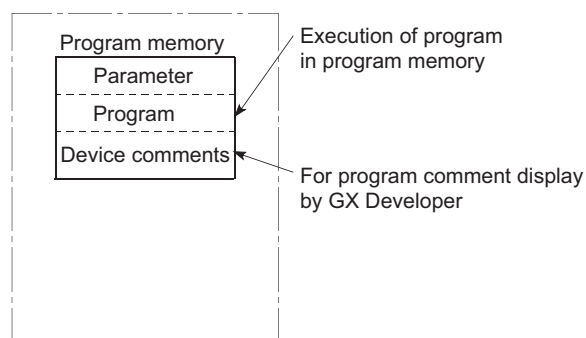 Program memory
Parameter
Program
Device comments
Execution of program
in program memory
For program comment display
by GX Developer